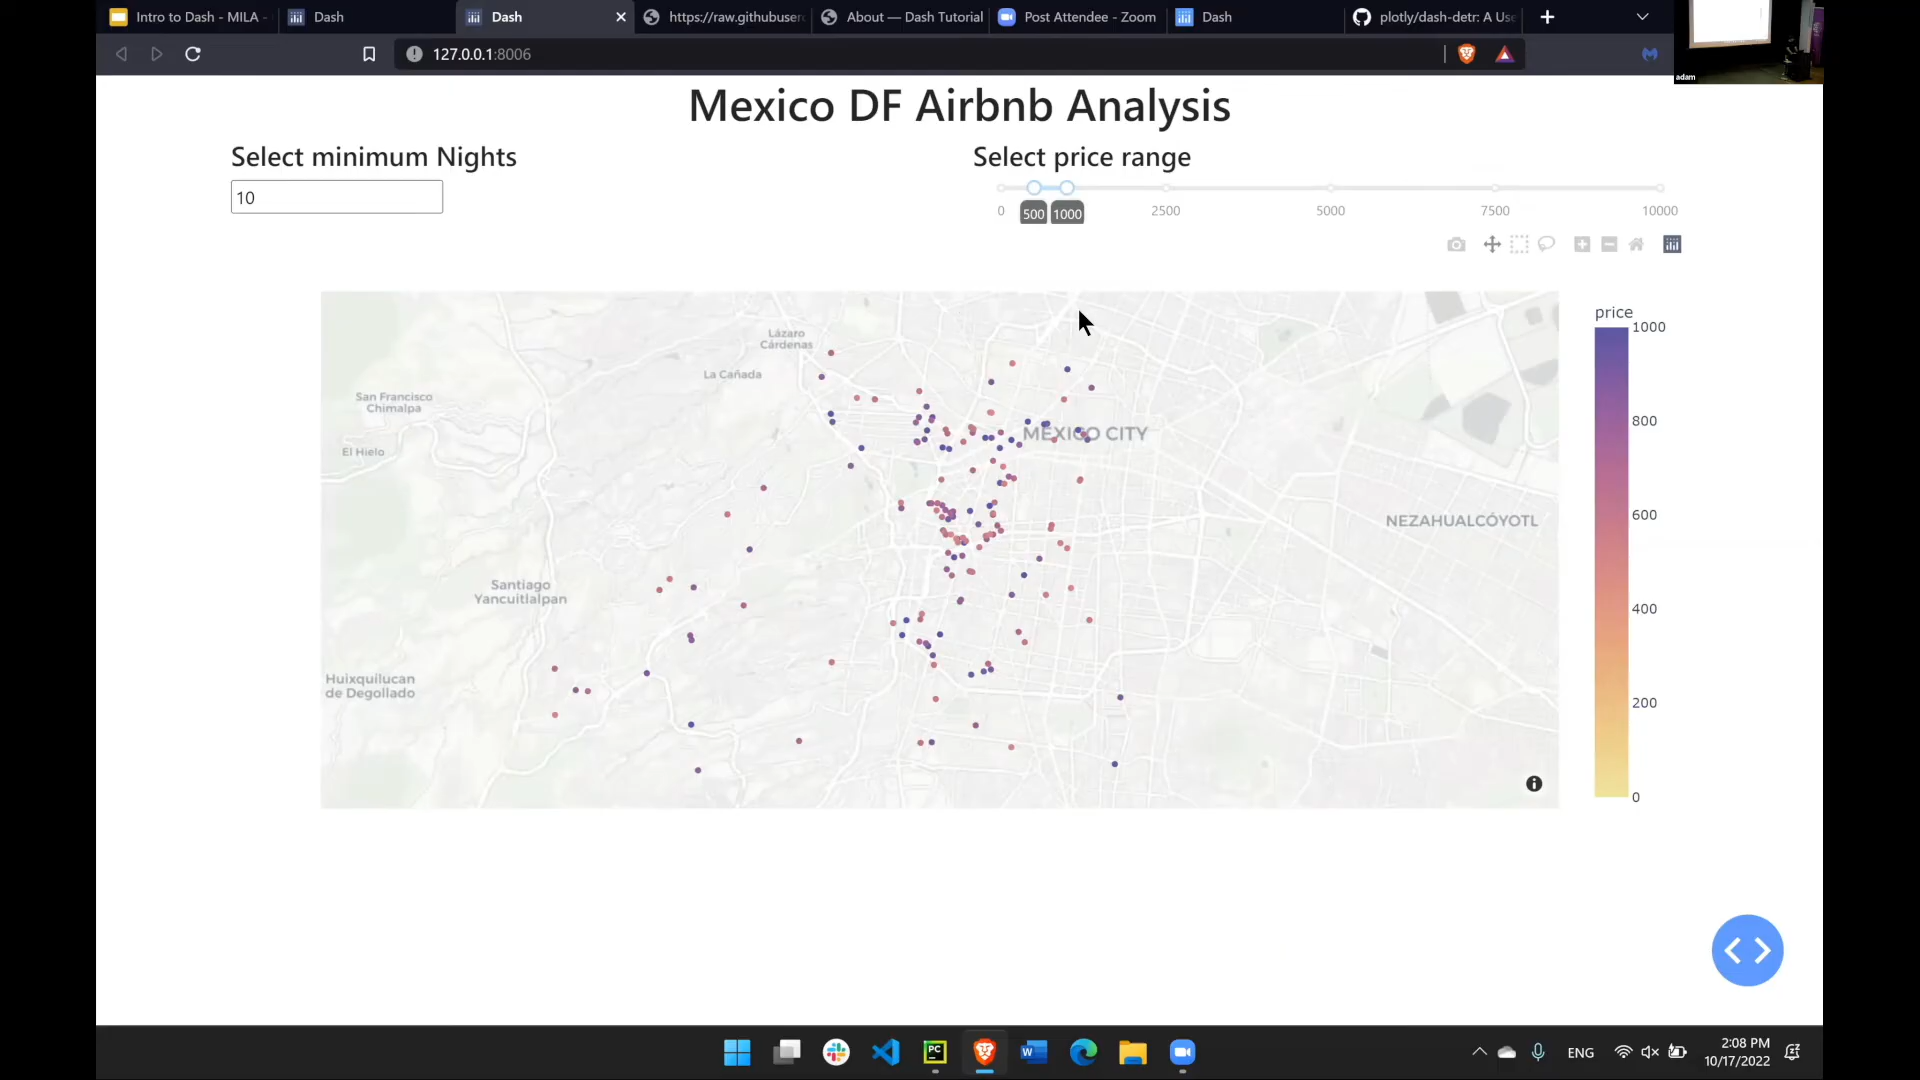 Intro to Dash - MILA -
Dash
Dash
https://raw.githubuser
About — Dash Tutorial
Post Attendee - Zoom
Dash
plotly/dash-detr: A Use
127.0.0.1:8006
adam
Mexico DF Airbnb Analysis
Select minimum Nights
10
Select price range
0
500
1000
2500
5000
7500
10000
price
1000
800
600
400
200
0
Lázaro
Cárdenas
La Cañada
San Francisco
Chimalpa
El Hielo
MEXICO CITY
NEZAHUALCÓYOTL
Santiago
Yancuitlalpan
Huixquilucan
de Degollado
PC
W
ENG
2:08 PM
10/17/2022